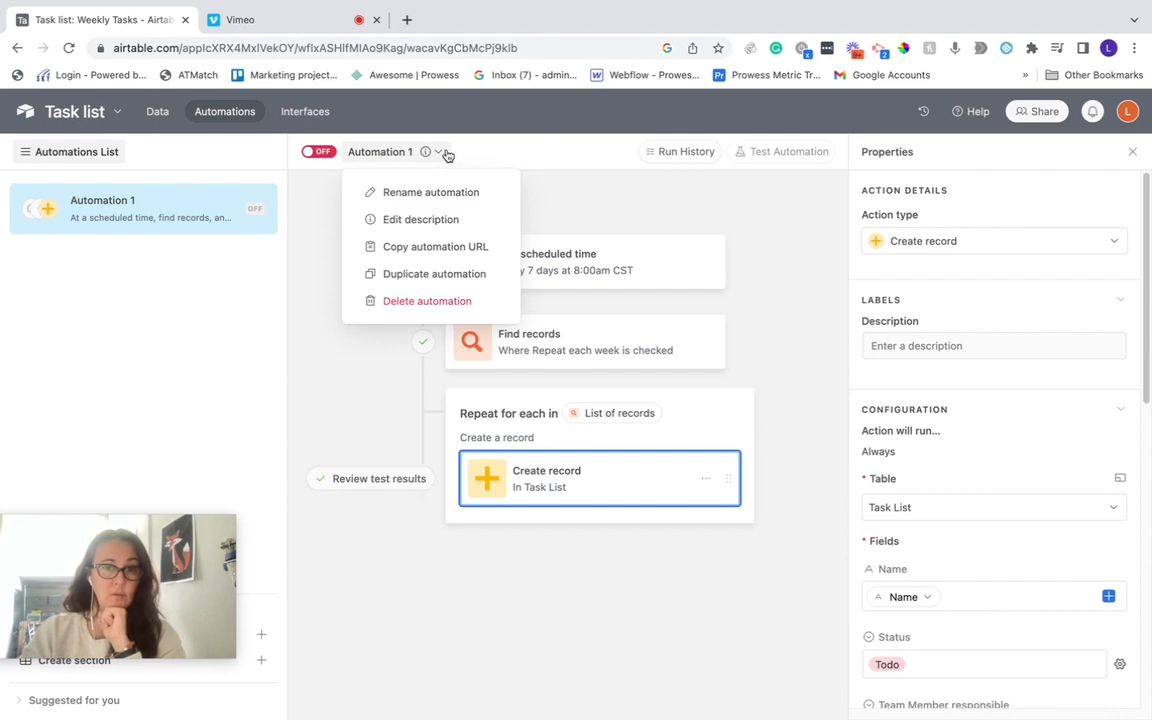 Task list: Weekly Tasks - Airtab
Vimeo
airtable.com/appIcXRX4MxIVekOY/wflxASHlfMIAo9Kag/wacavKgCbMcPj9klb
Login - Powered b...
ATMatch
Marketing project...
Awesome | Prowess
Inbox (7) - admin...
Webflow - Prowes...
Prowess Metric Tr...
Google Accounts
»
Other Bookmarks
Task list
Data
Automations
Interfaces
Help
Share
L
Automations List
OFF
Automation 1
Run History
Test Automation
Properties
Automation 1
At a scheduled time, find records, an...
OFF
Rename automation
Edit description
Copy automation URL
Duplicate automation
Delete automation
scheduled time
y 7 days at 8:00am CST
Find records
Where Repeat each week is checked
Repeat for each in
List of records
Create a record
Create record
In Task List
Review test results
ACTION DETAILS
Action type
Create record
LABELS
Description
Enter a description
CONFIGURATION
Action will run...
Always
* Table
Task List
* Fields
Name
Name
Status
Todo
Team Member responsible
Create section
Suggested for you